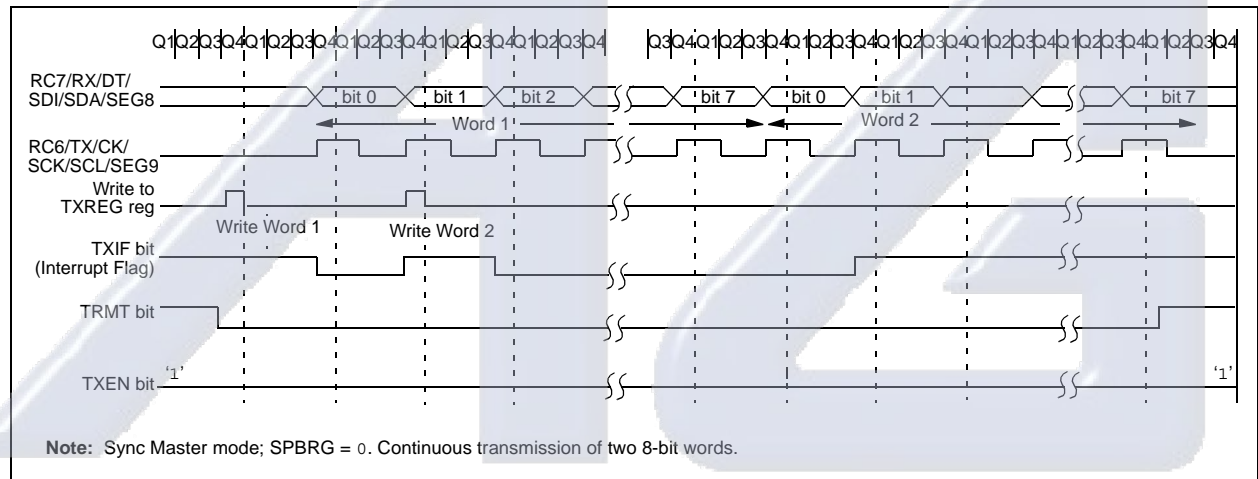 Q1Q2Q3Q4Q1Q2Q3Q4Q1Q2Q3Q4Q1Q2Q3Q4Q1Q2Q3Q4 Q3Q4Q1Q2Q3Q4Q1Q2Q3Q4Q1Q2Q3Q4Q1Q2Q3Q4Q1Q2Q3Q4Q1Q2Q3Q4
RC7/RX/DT/
SDI/SDA/SEG8
bit 0 bit 1 bit 2 bit 7 bit 0 bit 1 bit 7
Word 1 Word 2
RC6/TX/CK/
SCK/SCL/SEG9
Write to
TXREG reg
Write Word 1 Write Word 2
TXIF bit
(Interrupt Flag)
TRMT bit
TXEN bit '1' '1'
Note: Sync Master mode; SPBRG = 0. Continuous transmission of two 8-bit words.